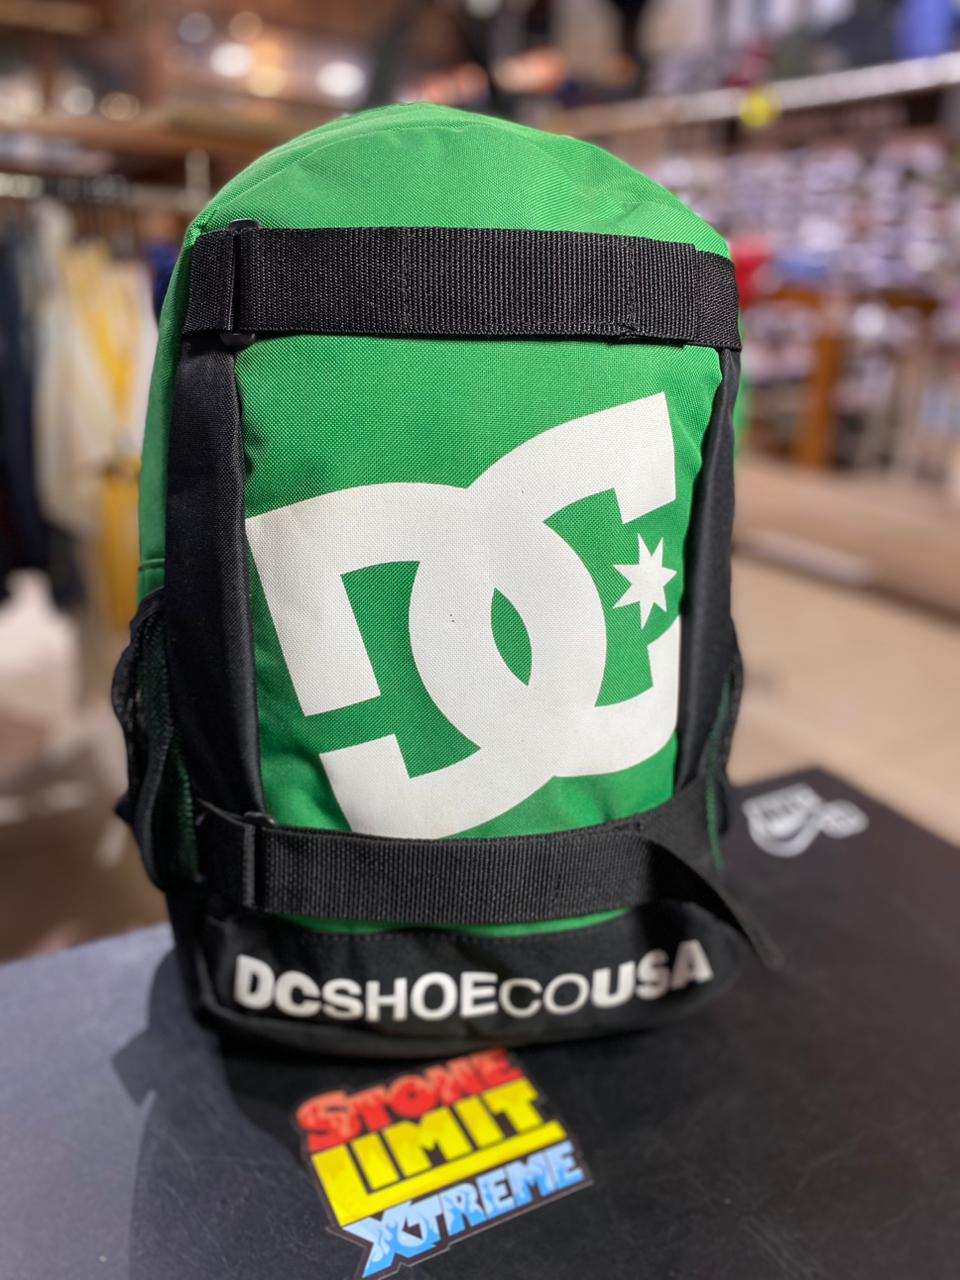 DC
DCSHOECOUSA
STONE
LIMIT
XTREME